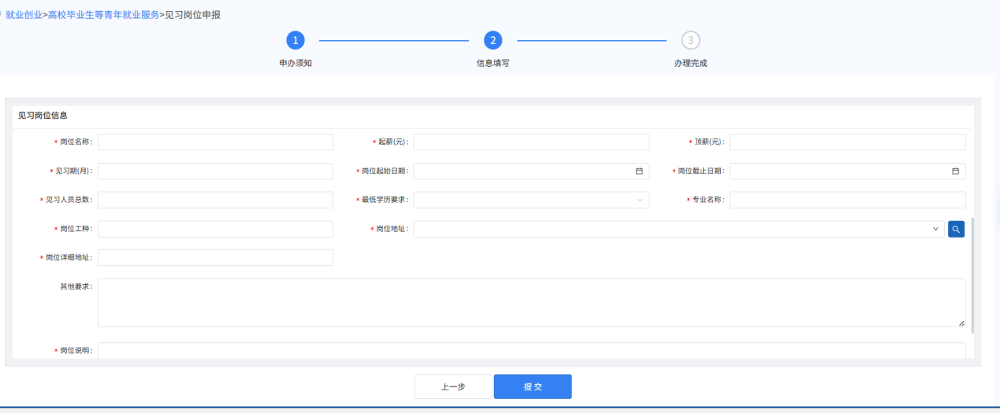 就业创业>高校毕业生等青年就业服务>见习岗位申报
1 2 3
申办须知 信息填写 办理完成
见习岗位信息
* 岗位名称: * 起薪(元): * 顶薪(元):
* 见习期(月): * 岗位起始日期: * 岗位截止日期:
* 见习人员总数: * 最低学历要求: * 专业名称:
* 岗位工种: * 岗位地址:
* 岗位详细地址:
其他要求:
* 岗位说明:
上一步 提 交